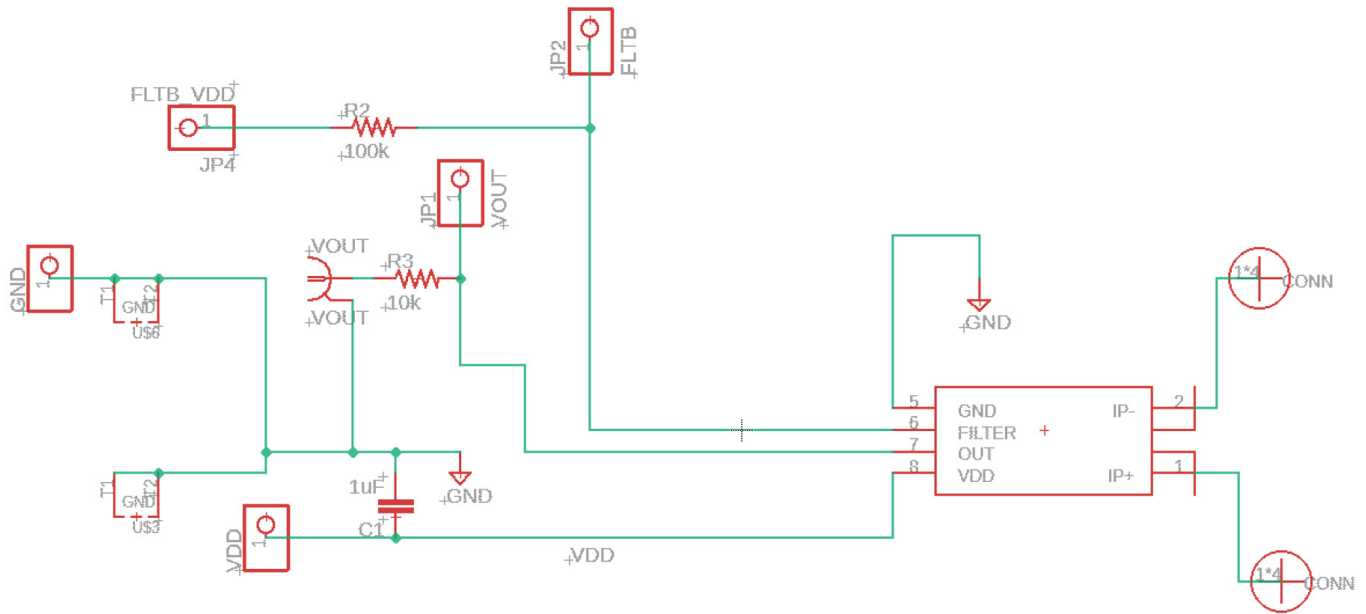 JP2
1
FLTB
FLTB_VDD
1
JP4
R2
100k
JP1
1
VOUT
GND
1
T1
GND
T2
U$6
VOUT
VOUT
R3
10k
GND
1*4
CONN
5
GND
IP-
2
6
FILTER
7
OUT
8
VDD
IP+
1
T1
GND
T2
U$3
1uF
C1
GND
VDD
1
VDD
1*4
CONN